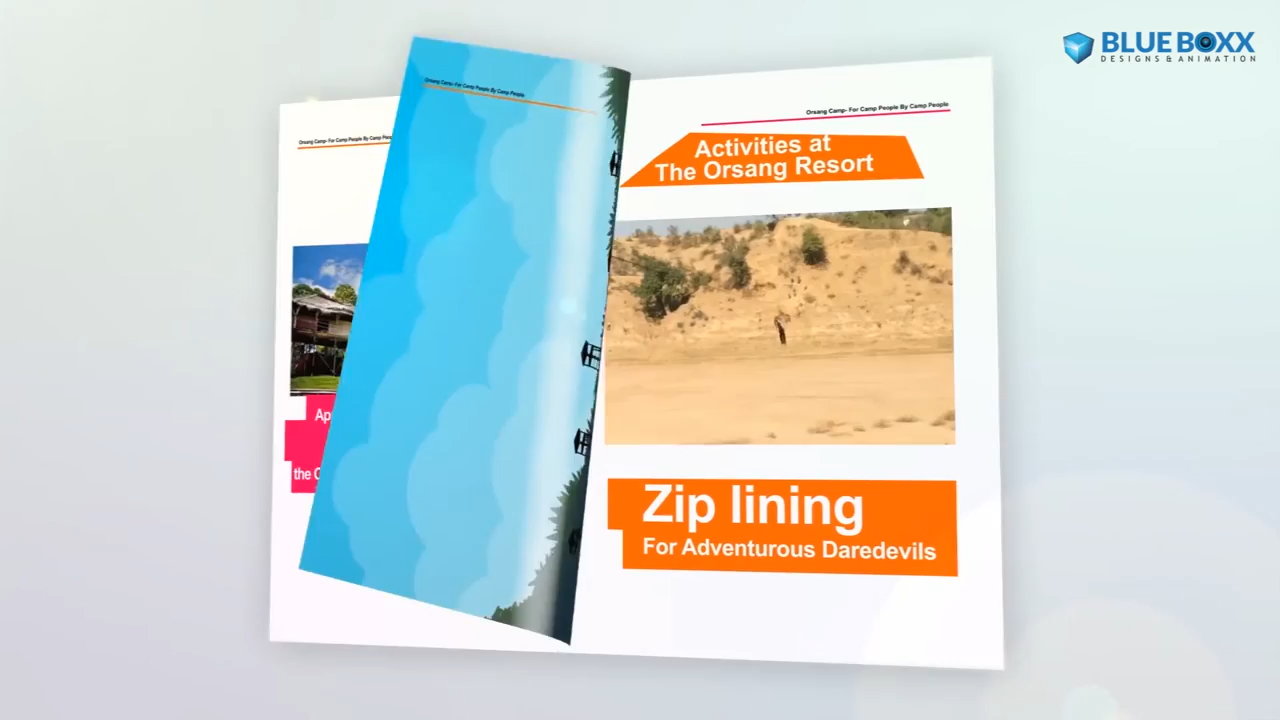 BLUE BOXX
DESIGNS & ANIMATION
Orsang Camp- For Camp People By Camp
Orsang Camp- For Camp People By Camp People
Orsang Camp- For Camp People By Camp People
Activities at
The Orsang Resort
the
Zip lining
For Adventurous Daredevils